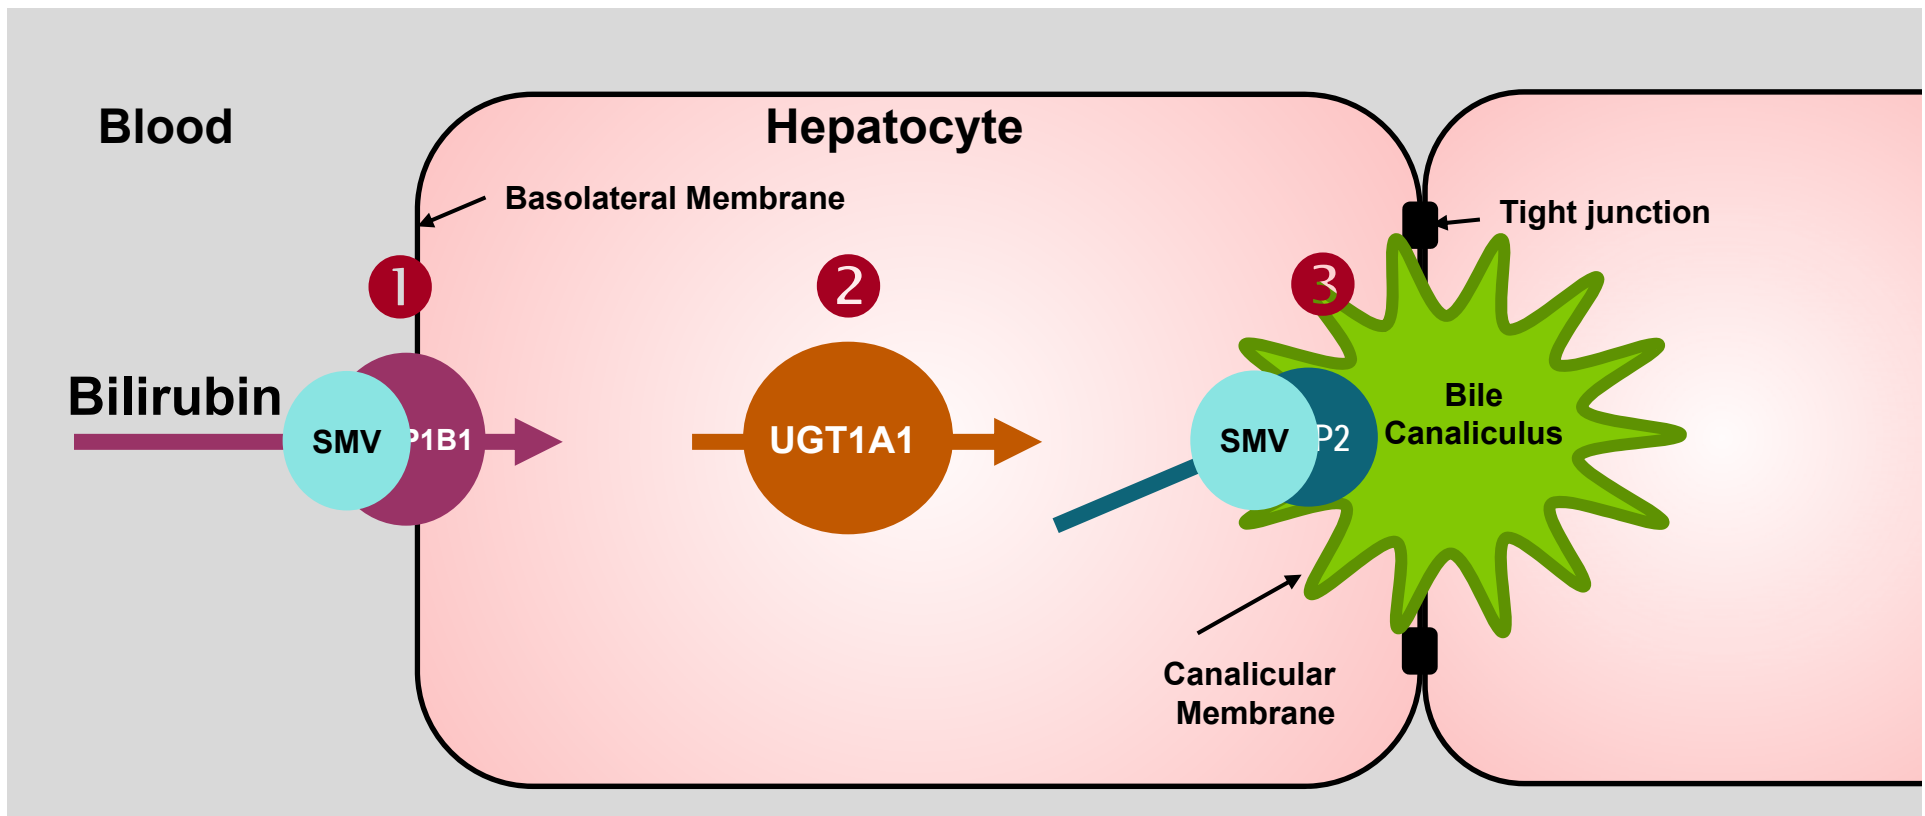 Blood
Hepatocyte
Basolateral Membrane
Tight junction
1
2
3
Bilirubin
SMV
P1B1
UGT1A1
SMV
P2
Bile
Canaliculus
Canalicular
Membrane